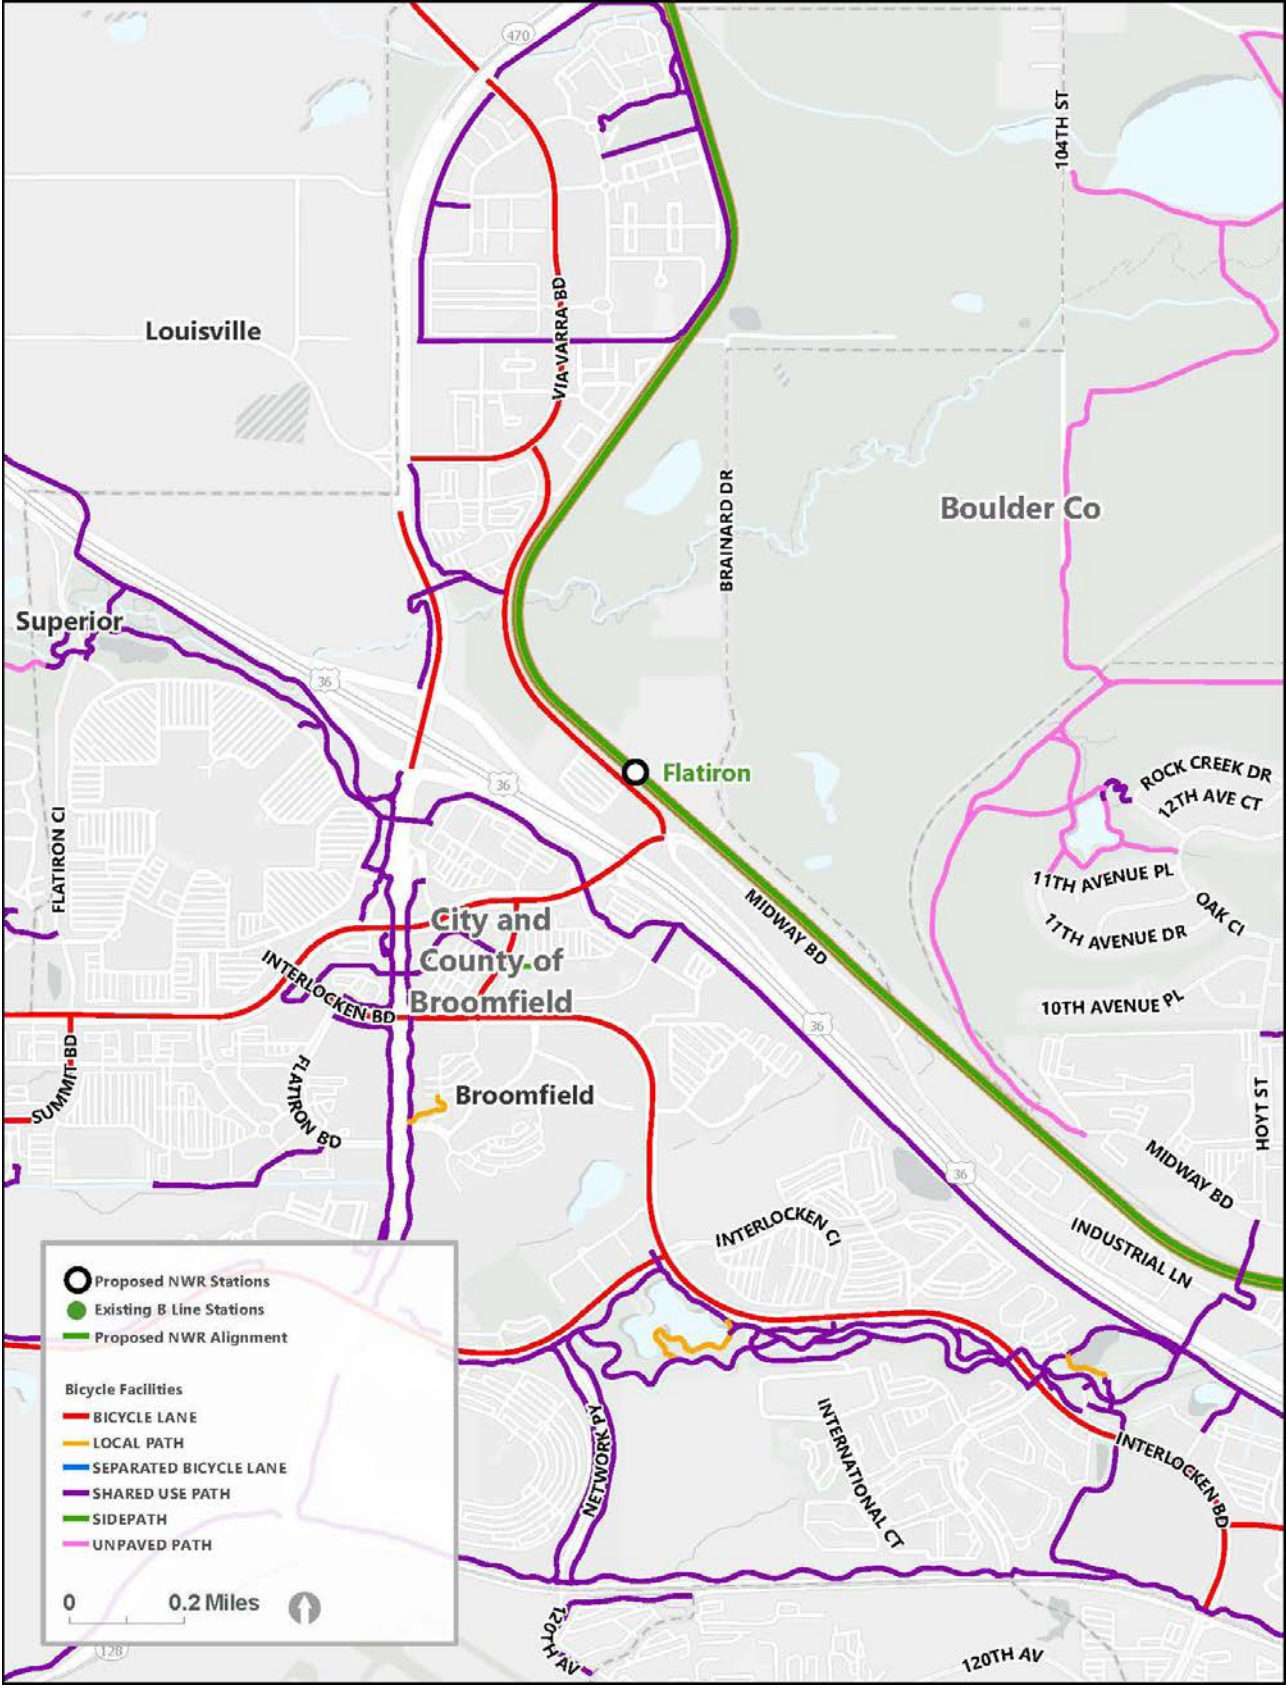 470
104TH ST
VIA VARRA BD
Louisville
BRAINARD DR
Boulder Co
Superior
36
Flatiron
36
ROCK CREEK DR
12TH AVE CT
FLATIRON CI
11TH AVENUE PL
OAK CI
11TH AVENUE DR
MIDWAY BD
City and
County of
Broomfield
INTERLOCKEN BD
10TH AVENUE PL
36
SUMMIT BD
FLATIRON BD
Broomfield
HOYT ST
MIDWAY BD
36
INTERLOCKEN CI
INDUSTRIAL LN
Proposed NWR Stations
Existing B Line Stations
Proposed NWR Alignment
Bicycle Facilities
BICYCLE LANE
LOCAL PATH
SEPARATED BICYCLE LANE
SHARED USE PATH
SIDEPATH
UNPAVED PATH
0 0.2 Miles
128
NETWORK PY
INTERNATIONAL CT
INTERLOCKEN BD
120TH AV
120TH AV